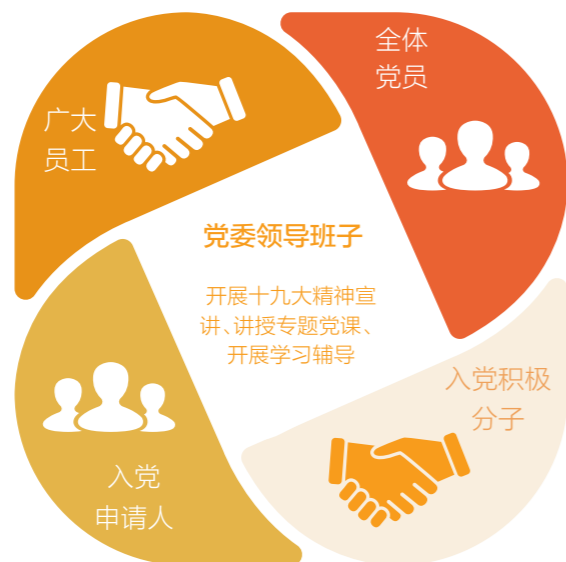 广大
员工
全体
党员
党委领导班子
开展十九大精神宣
讲、讲授专题党课、
开展学习辅导
入党
申请人
入党积极
分子